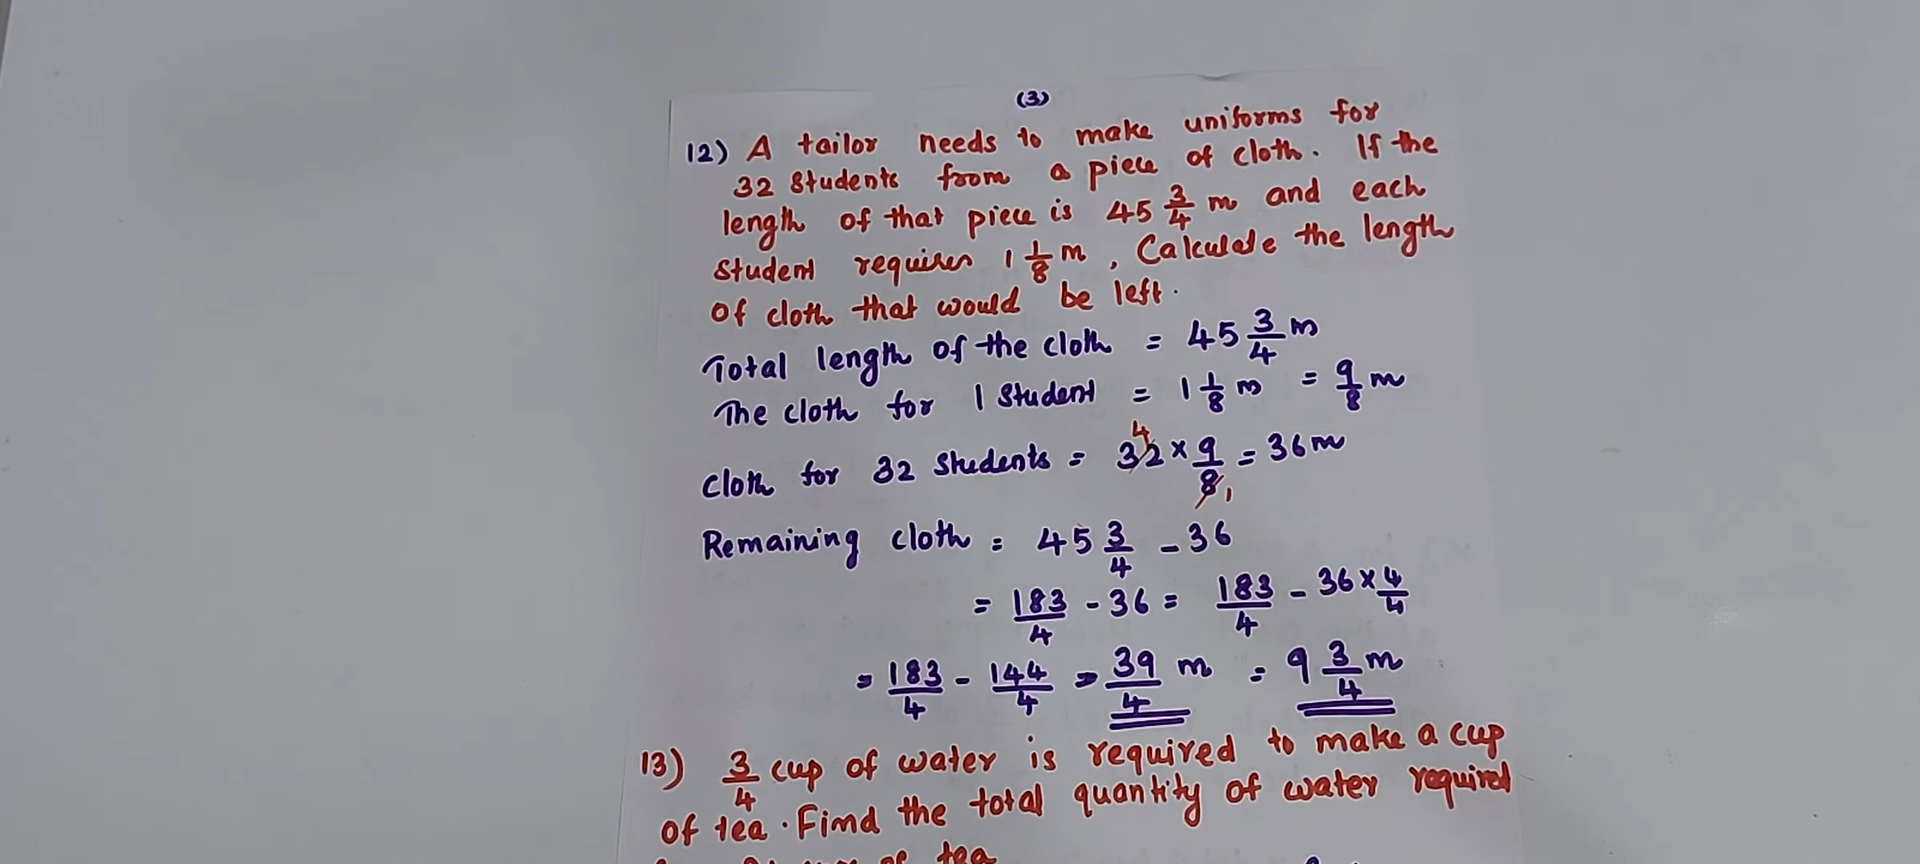 (3)
12) A tailor needs to make uniforms for
32 students from a piece of cloth. If the
length of that piece is 45 3/4 m and each
student requires 1 1/8 m, Calculate the length
of cloth that would be left.
Total length of the cloth = 45 3/4 m
The cloth for 1 student = 1 1/8 m = 9/8 m
4
Cloth for 32 Students = 32 × 9/8 = 36 m
1
Remaining cloth = 45 3/4 - 36
= 183/4 - 36 = 183/4 - 36 × 4/4
= 183/4 - 144/4 = 39/4 m = 9 3/4 m
13) 3/4 cup of water is required to make a cup
of tea. Find the total quantity of water required
of tea